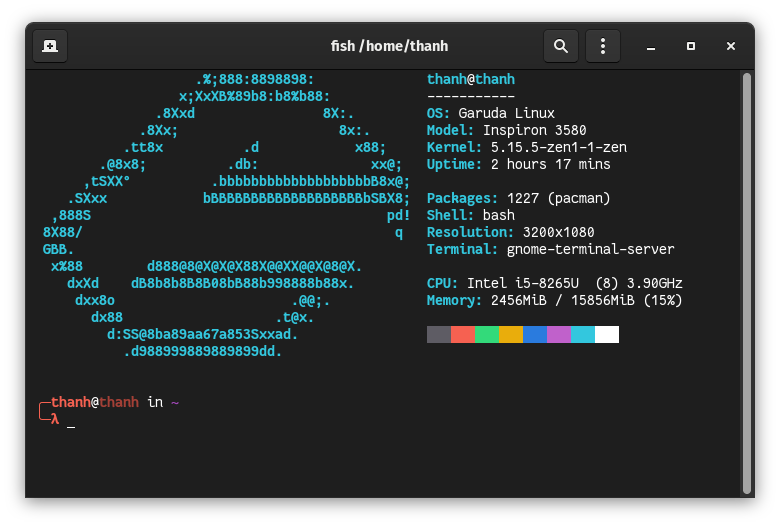 fish /home/thanh
.%;888:8898898:
x;XxXB%89b8:b8%b88:
.8Xxd                8X:.
.8Xx;                    8x:.
.tt8x          .d            x88;
.@8x8;          .db:              xx@;
,tSXX°          .bbbbbbbbbbbbbbbbbbbB8x@;
.SXxx            bBBBBBBBBBBBBBBBBBBBbSBX8;
,888S                                     pd!
8X88/                                       q
GBB.
x%88        d888@8@X@X@X88X@@XX@@X@8@X.
dxXd    dB8b8b8B8B08bB88b998888b88x.
dxx8o                      .@@;.
dx88                   .t@x.
d:SS@8ba89aa67a853Sxxad.
.d988999889889899dd.
thanh@thanh
-----------
OS: Garuda Linux
Model: Inspiron 3580
Kernel: 5.15.5-zen1-1-zen
Uptime: 2 hours 17 mins
Packages: 1227 (pacman)
Shell: bash
Resolution: 3200x1080
Terminal: gnome-terminal-server
CPU: Intel i5-8265U  (8) 3.90GHz
Memory: 2456MiB / 15856MiB (15%)
╭─thanh@thanh in ~
╰─λ _